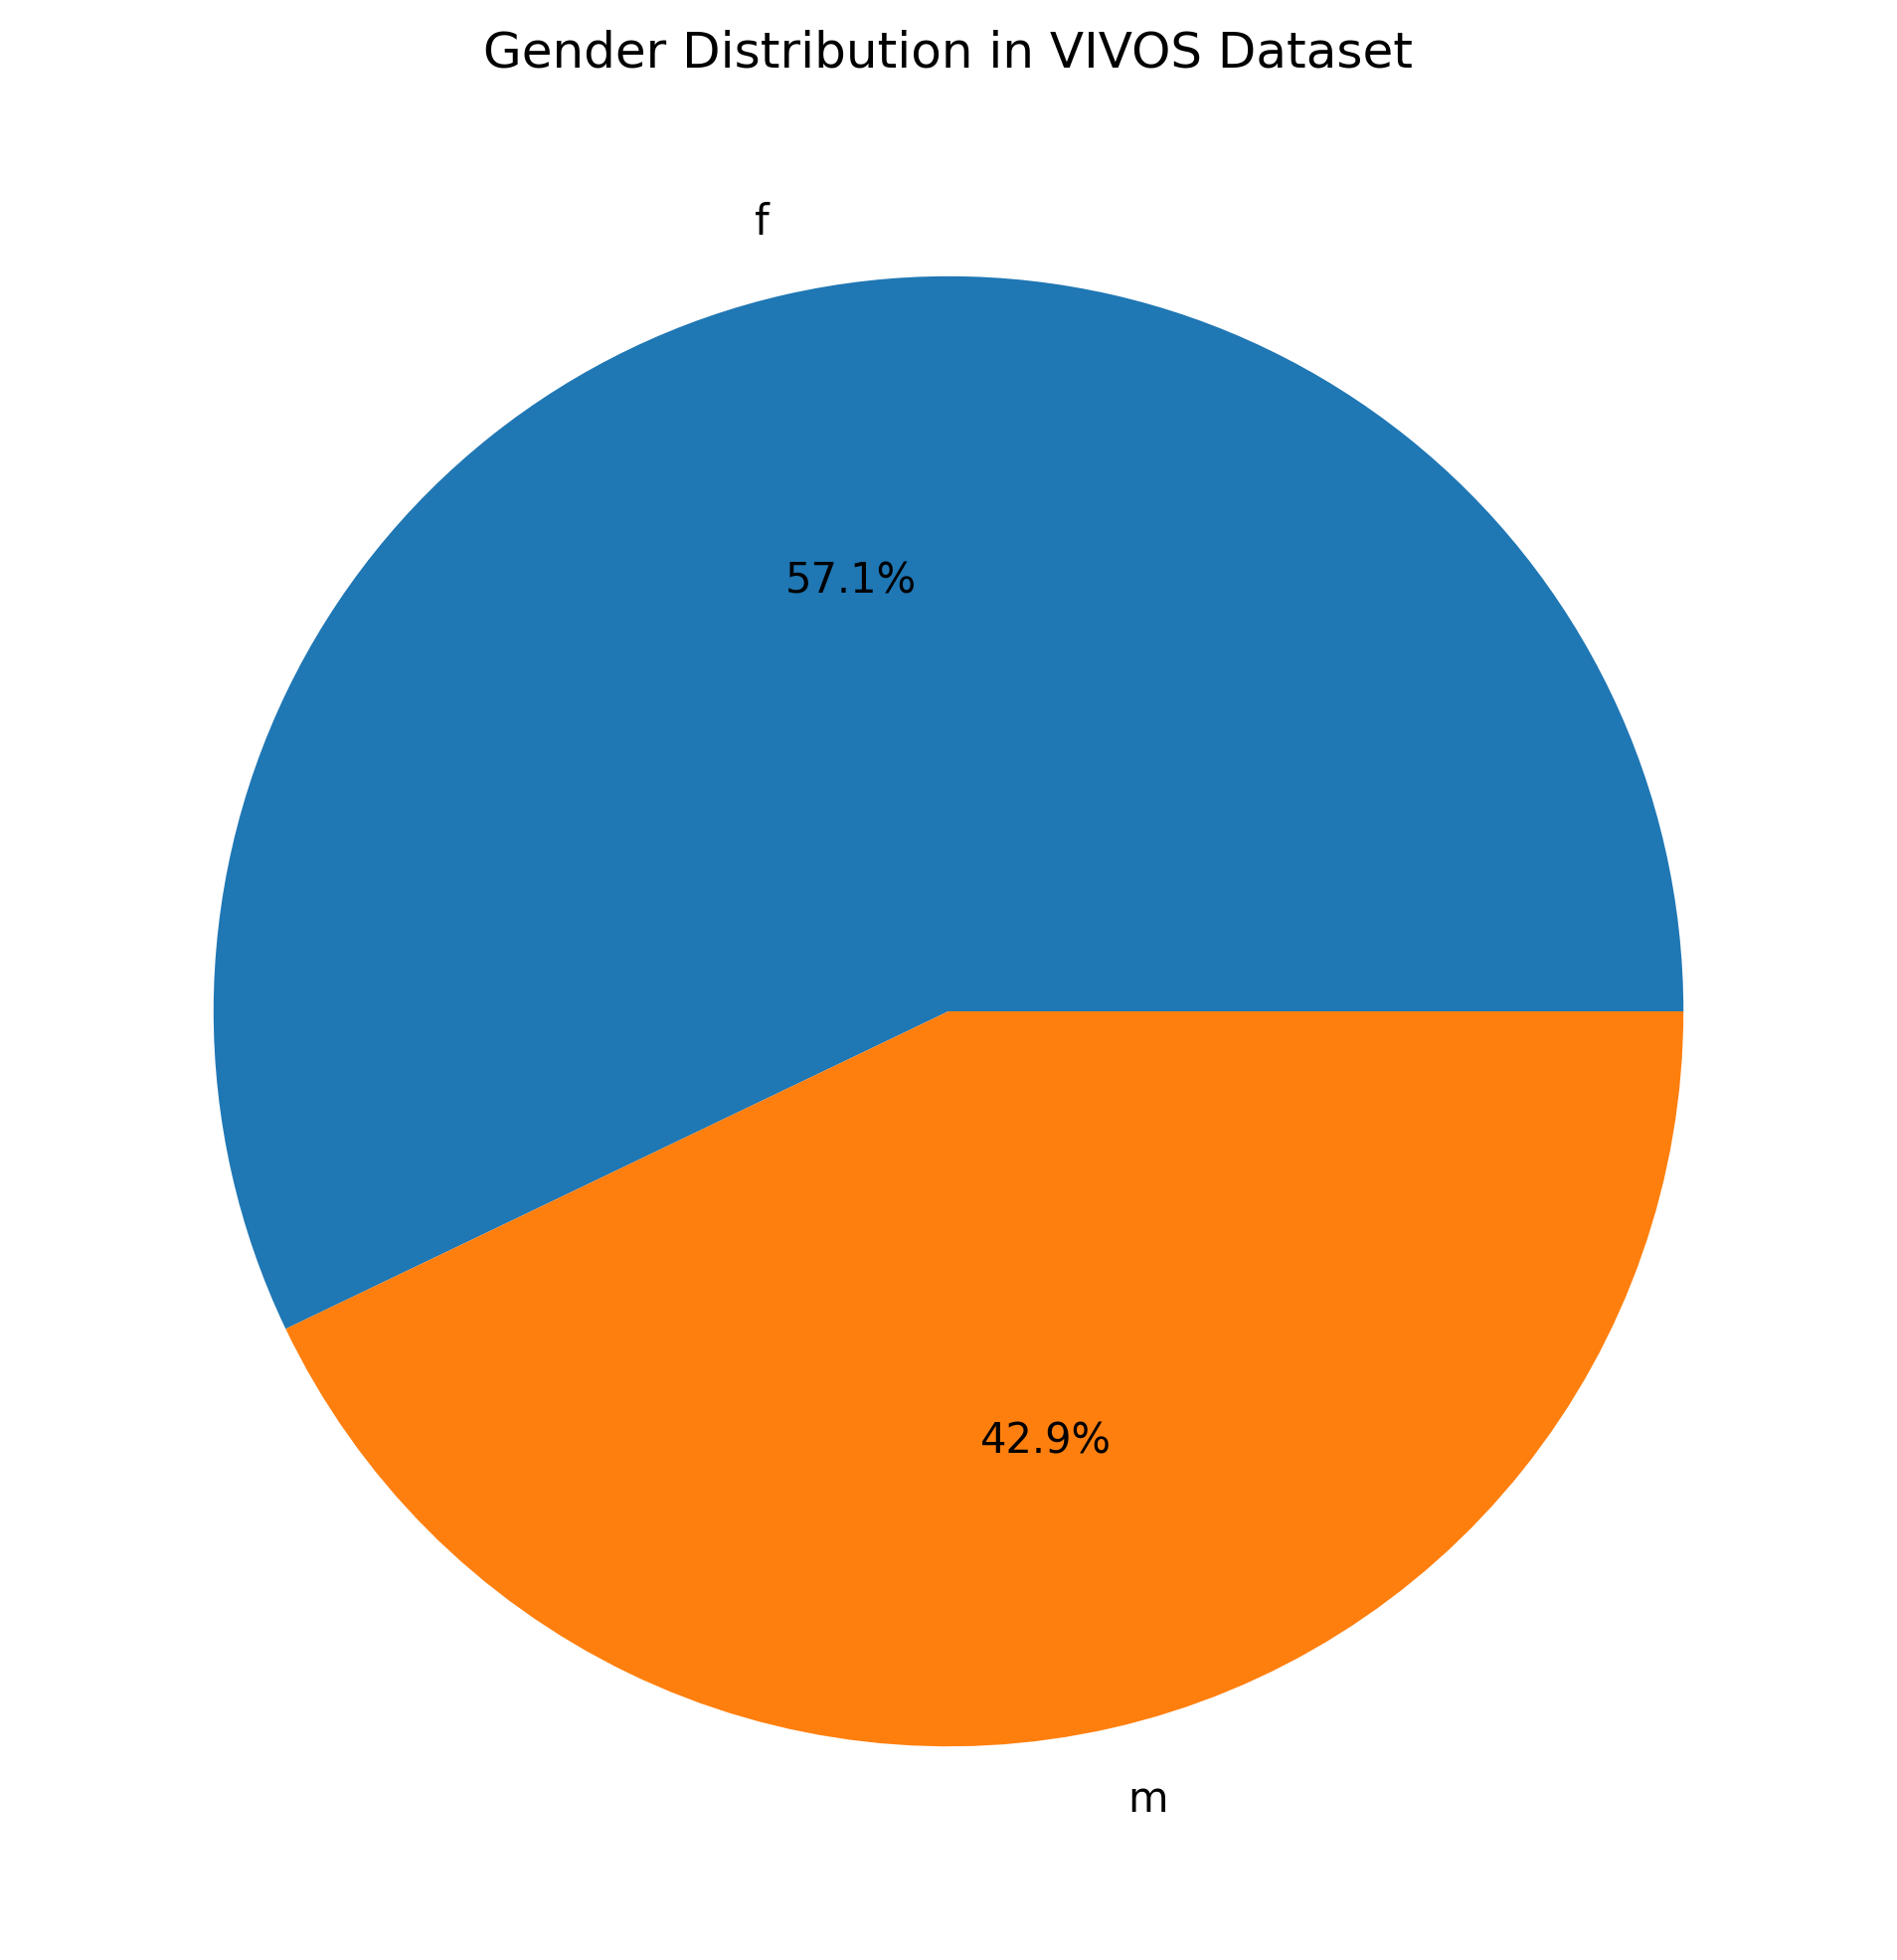 Gender Distribution in VIVOS Dataset
f
57.1%
42.9%
m